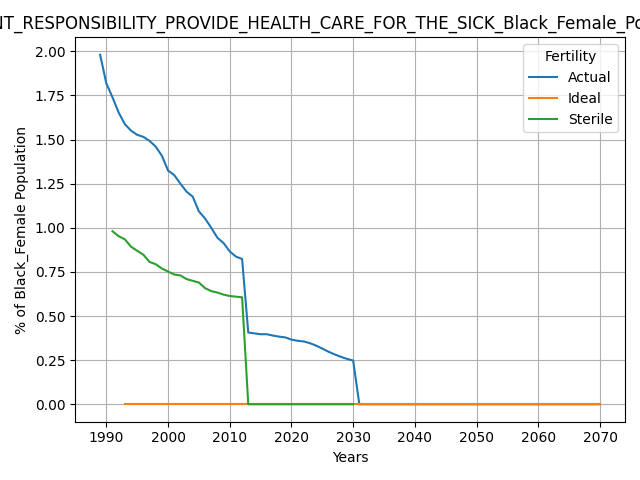 NT_RESPONSIBILITY_PROVIDE_HEALTH_CARE_FOR_THE_SICK_Black_Female_Po
Fertility
Actual
Ideal
Sterile
% of Black_Female Population
2.00
1.75
1.50
1.25
1.00
0.75
0.50
0.25
0.00
1990 2000 2010 2020 2030 2040 2050 2060 2070
Years